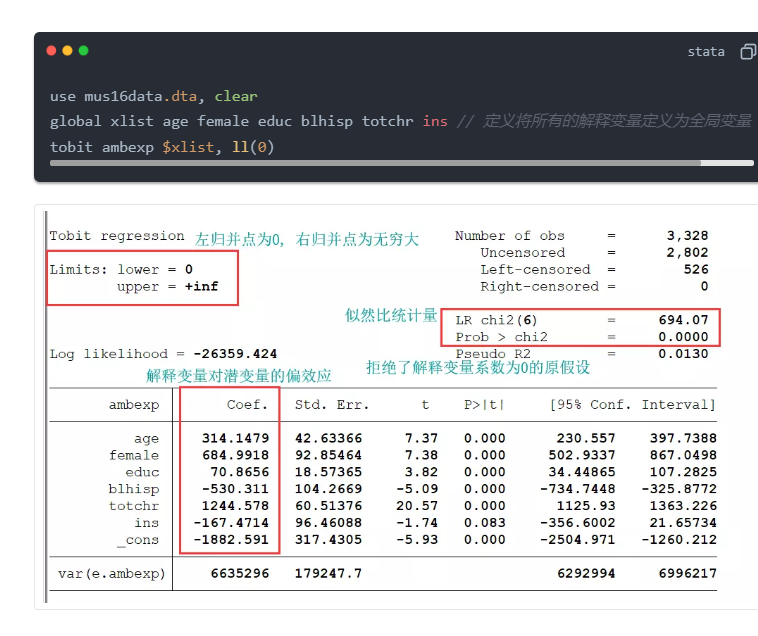 stata
use mus16data.dta, clear
global xlist age female educ blhisp totchr ins // 定义将所有的解释变量定义为全局变量
tobit ambexp $xlist, ll(0)
Tobit regression 左归并点为0, 右归并点为无穷大 Number of obs = 3,328
Uncensored = 2,802
Limits: lower = 0 Left-censored = 526
upper = +inf Right-censored = 0
似然比统计量 LR chi2(6) = 694.07
Prob > chi2 = 0.0000
Log likelihood = -26359.424 Pseudo R2 = 0.0130
解释变量对潜变量的偏效应 拒绝了解释变量系数为0的原假设
ambexp Coef. Std. Err. t P>|t| [95% Conf. Interval]
age 314.1479 42.63366 7.37 0.000 230.557 397.7388
female 684.9918 92.85464 7.38 0.000 502.9337 867.0498
educ 70.8656 18.57365 3.82 0.000 34.44865 107.2825
blhisp -530.311 104.2669 -5.09 0.000 -734.7448 -325.8772
totchr 1244.578 60.51376 20.57 0.000 1125.93 1363.226
ins -167.4714 96.46088 -1.74 0.083 -356.6002 21.65734
_cons -1882.591 317.4305 -5.93 0.000 -2504.971 -1260.212
var(e.ambexp) 6635296 179247.7 6292994 6996217